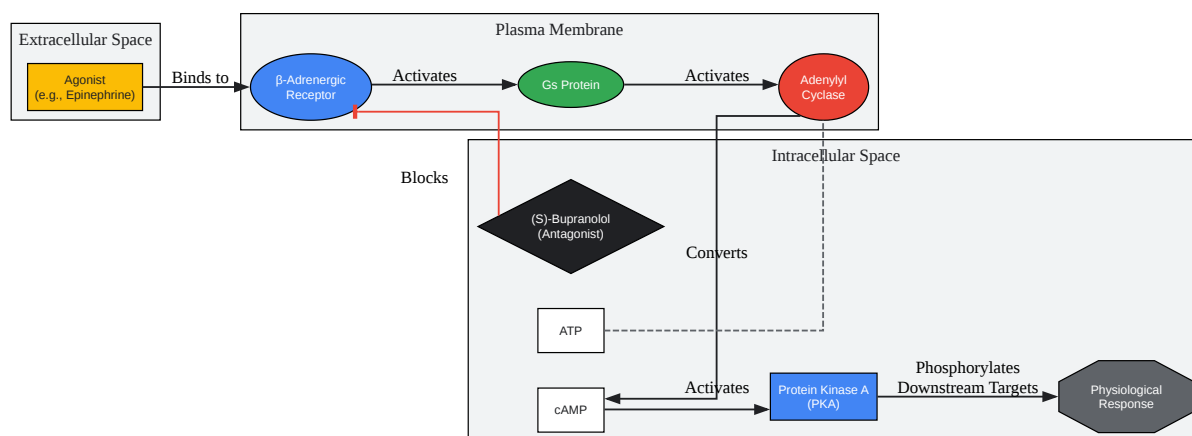 Extracellular Space
Agonist
(e.g., Epinephrine)
Binds to
Plasma Membrane
β-Adrenergic
Receptor
Activates
Gs Protein
Activates
Adenylyl
Cyclase
Intracellular Space
Blocks
(S)-Bupranolol
(Antagonist)
Converts
ATP
cAMP
Activates
Protein Kinase A
(PKA)
Phosphorylates
Downstream Targets
Physiological
Response